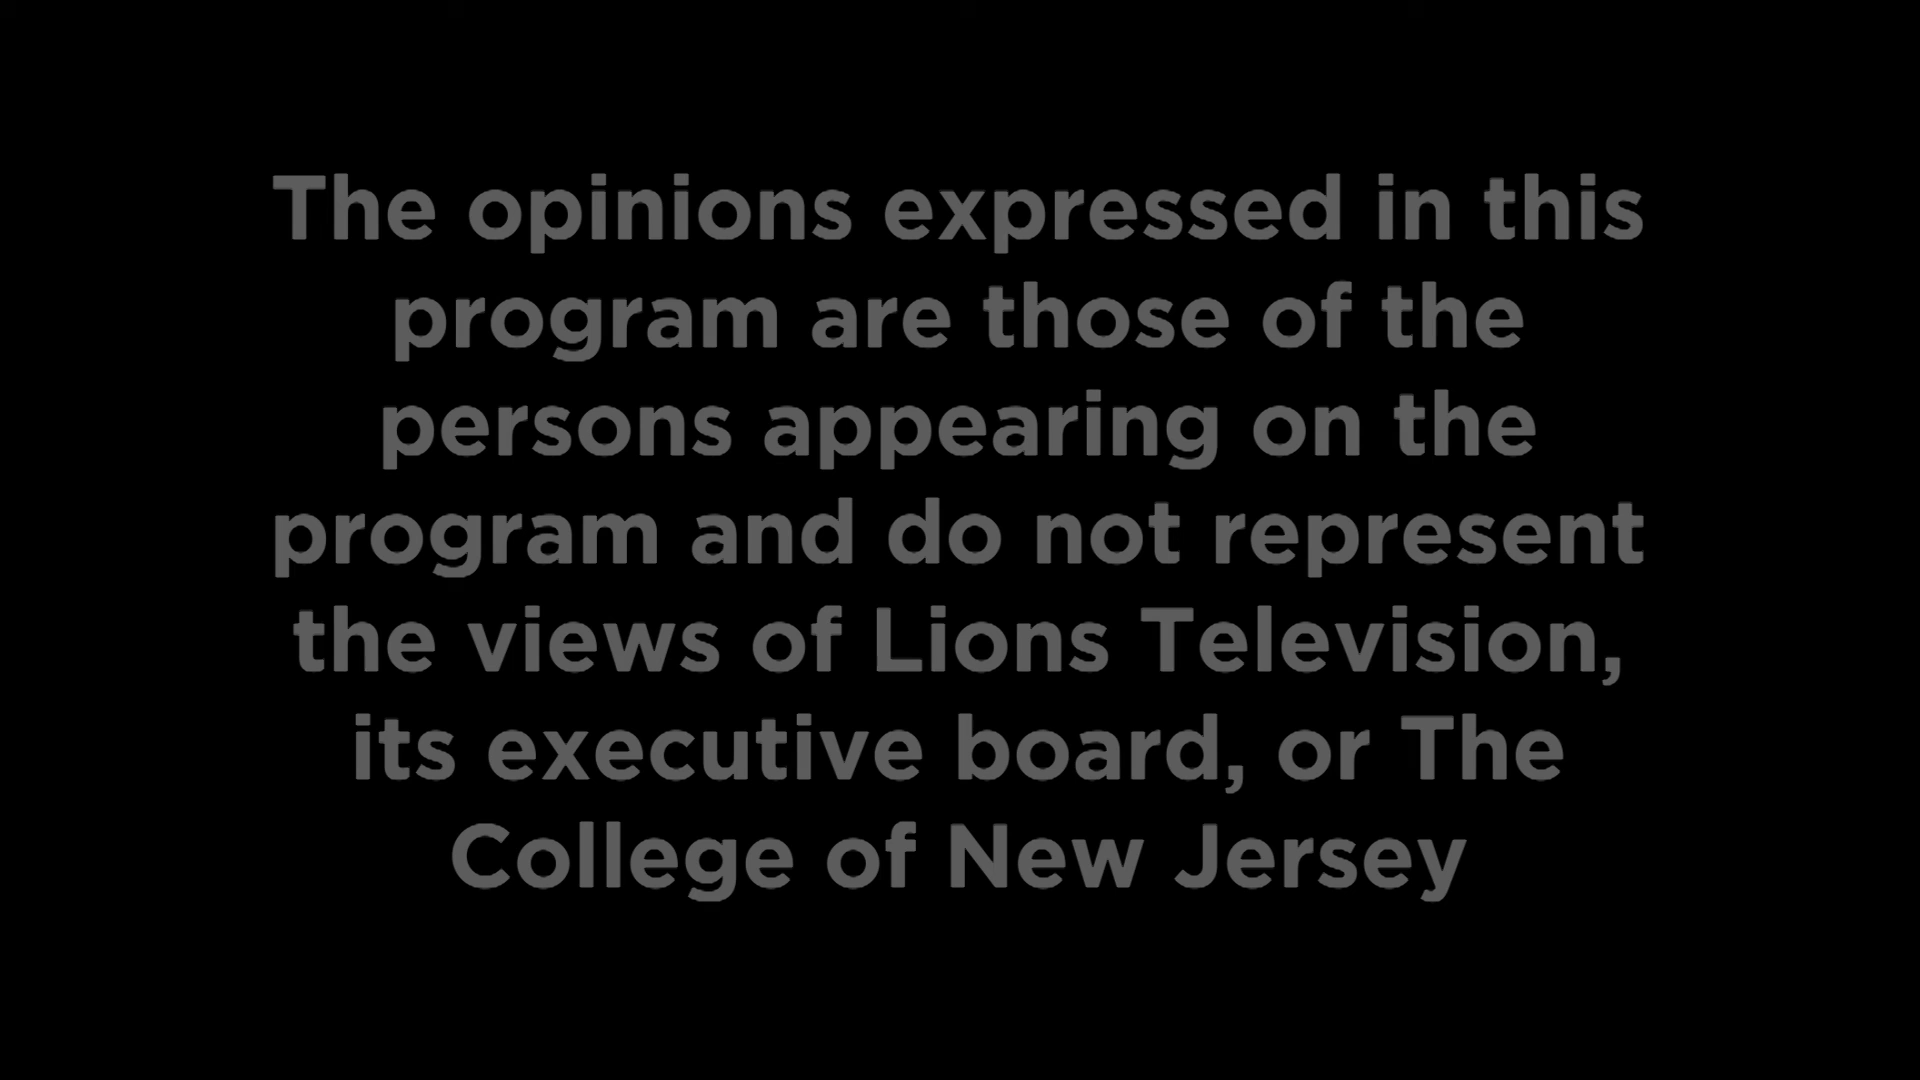 The opinions expressed in this
program are those of the
persons appearing on the
program and do not represent
the views of Lions Television,
its executive board, or The
College of New Jersey